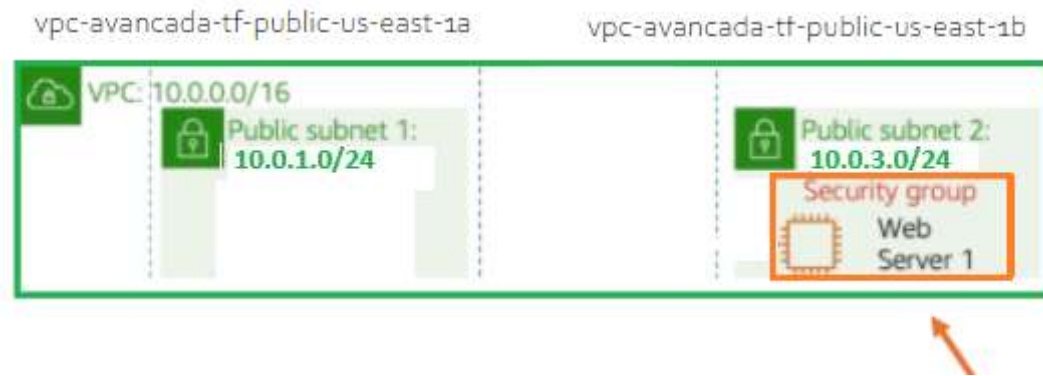 vpc-avancada-tf-public-us-east-1a
vpc-avancada-tf-public-us-east-1b
VPC: 10.0.0.0/16
Public subnet 1:
10.0.1.0/24
Public subnet 2:
10.0.3.0/24
Security group
Web
Server 1